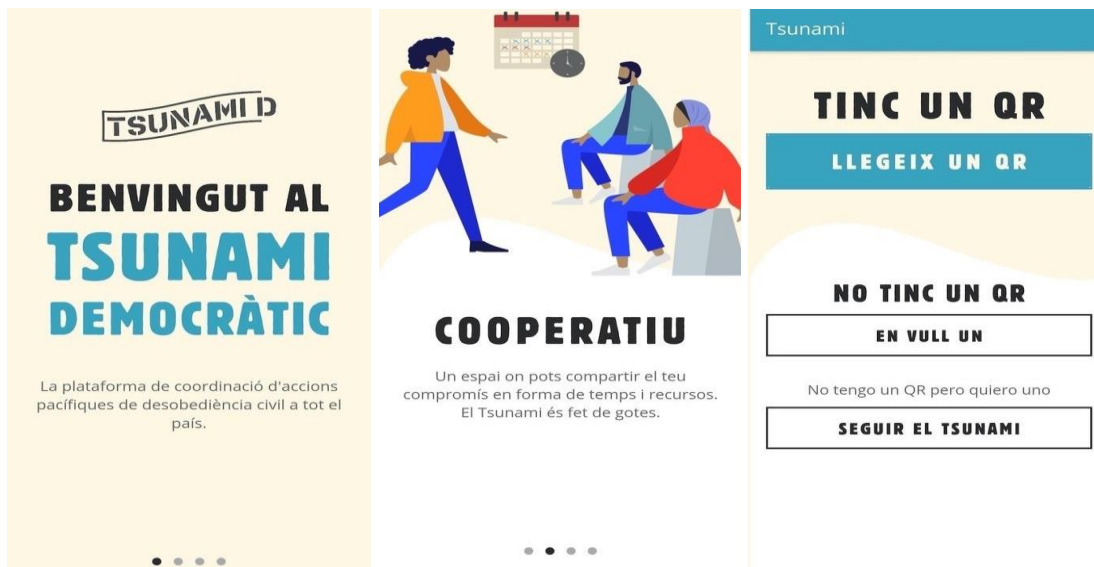 TSUNAMI D
BENVINGUT AL
TSUNAMI
DEMOCRÀTIC
La plataforma de coordinació d'accions
pacífiques de desobediència civil a tot el
país.
COOPERATIU
Un espai on pots compartir el teu
compromís en forma de temps i recursos.
El Tsunami és fet de gotes.
Tsunami
TINC UN QR
LLEGEIX UN QR
NO TINC UN QR
EN VULL UN
No tengo un QR pero quiero uno
SEGUIR EL TSUNAMI